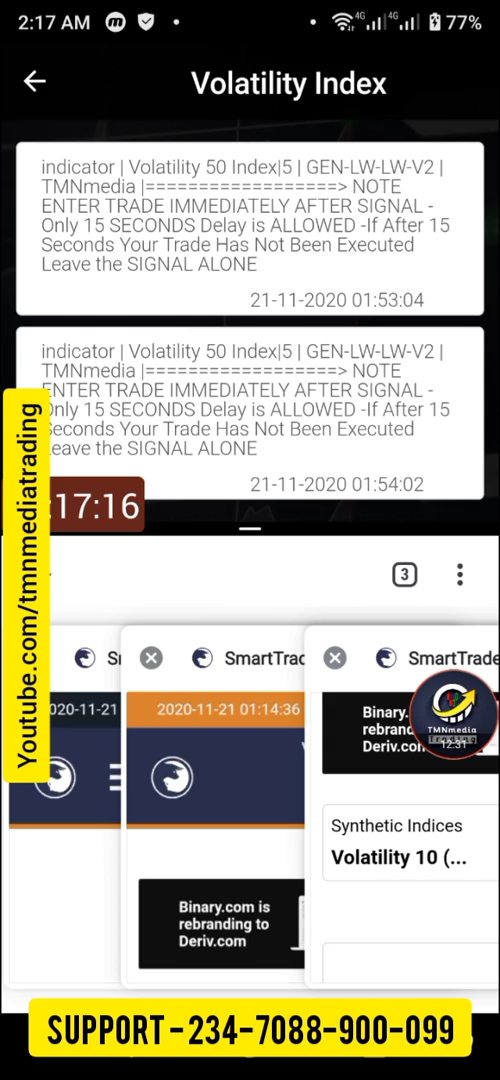 2:17 AM
4G 4G 77%
Volatility Index
indicator | Volatility 50 Index|5 | GEN-LW-LW-V2 |
TMNmedia |==================> NOTE
ENTER TRADE IMMEDIATELY AFTER SIGNAL -
Only 15 SECONDS Delay is ALLOWED -If After 15
Seconds Your Trade Has Not Been Executed
Leave the SIGNAL ALONE
21-11-2020 01:53:04
indicator | Volatility 50 Index|5 | GEN-LW-LW-V2 |
TMNmedia |==================> NOTE
ENTER TRADE IMMEDIATELY AFTER SIGNAL -
Only 15 SECONDS Delay is ALLOWED -If After 15
Seconds Your Trade Has Not Been Executed
Leave the SIGNAL ALONE
21-11-2020 01:54:02
:17:16
Youtube.com/tmnmediatrading
3
SmartTrade
TMNmedia
12:31
2020-11-21 01:14:36
Binary.com is
rebranding to
Deriv.com
Synthetic Indices
Volatility 10 (...
SUPPORT - 234-7088-900-099